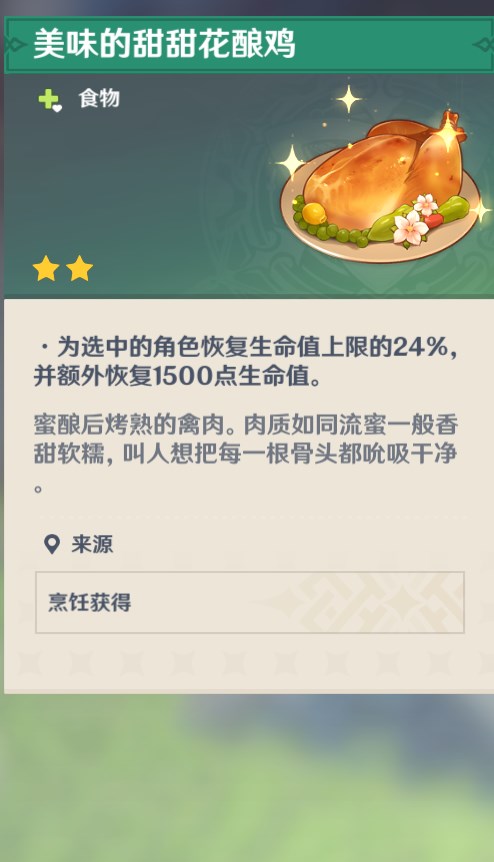 美味的甜甜花酿鸡
食物
·为选中的角色恢复生命值上限的24%，
并额外恢复1500点生命值。
蜜酿后烤熟的禽肉。肉质如同流蜜一般香
甜软糯，叫人想把每一根骨头都吮吸干净
。
来源
烹饪获得